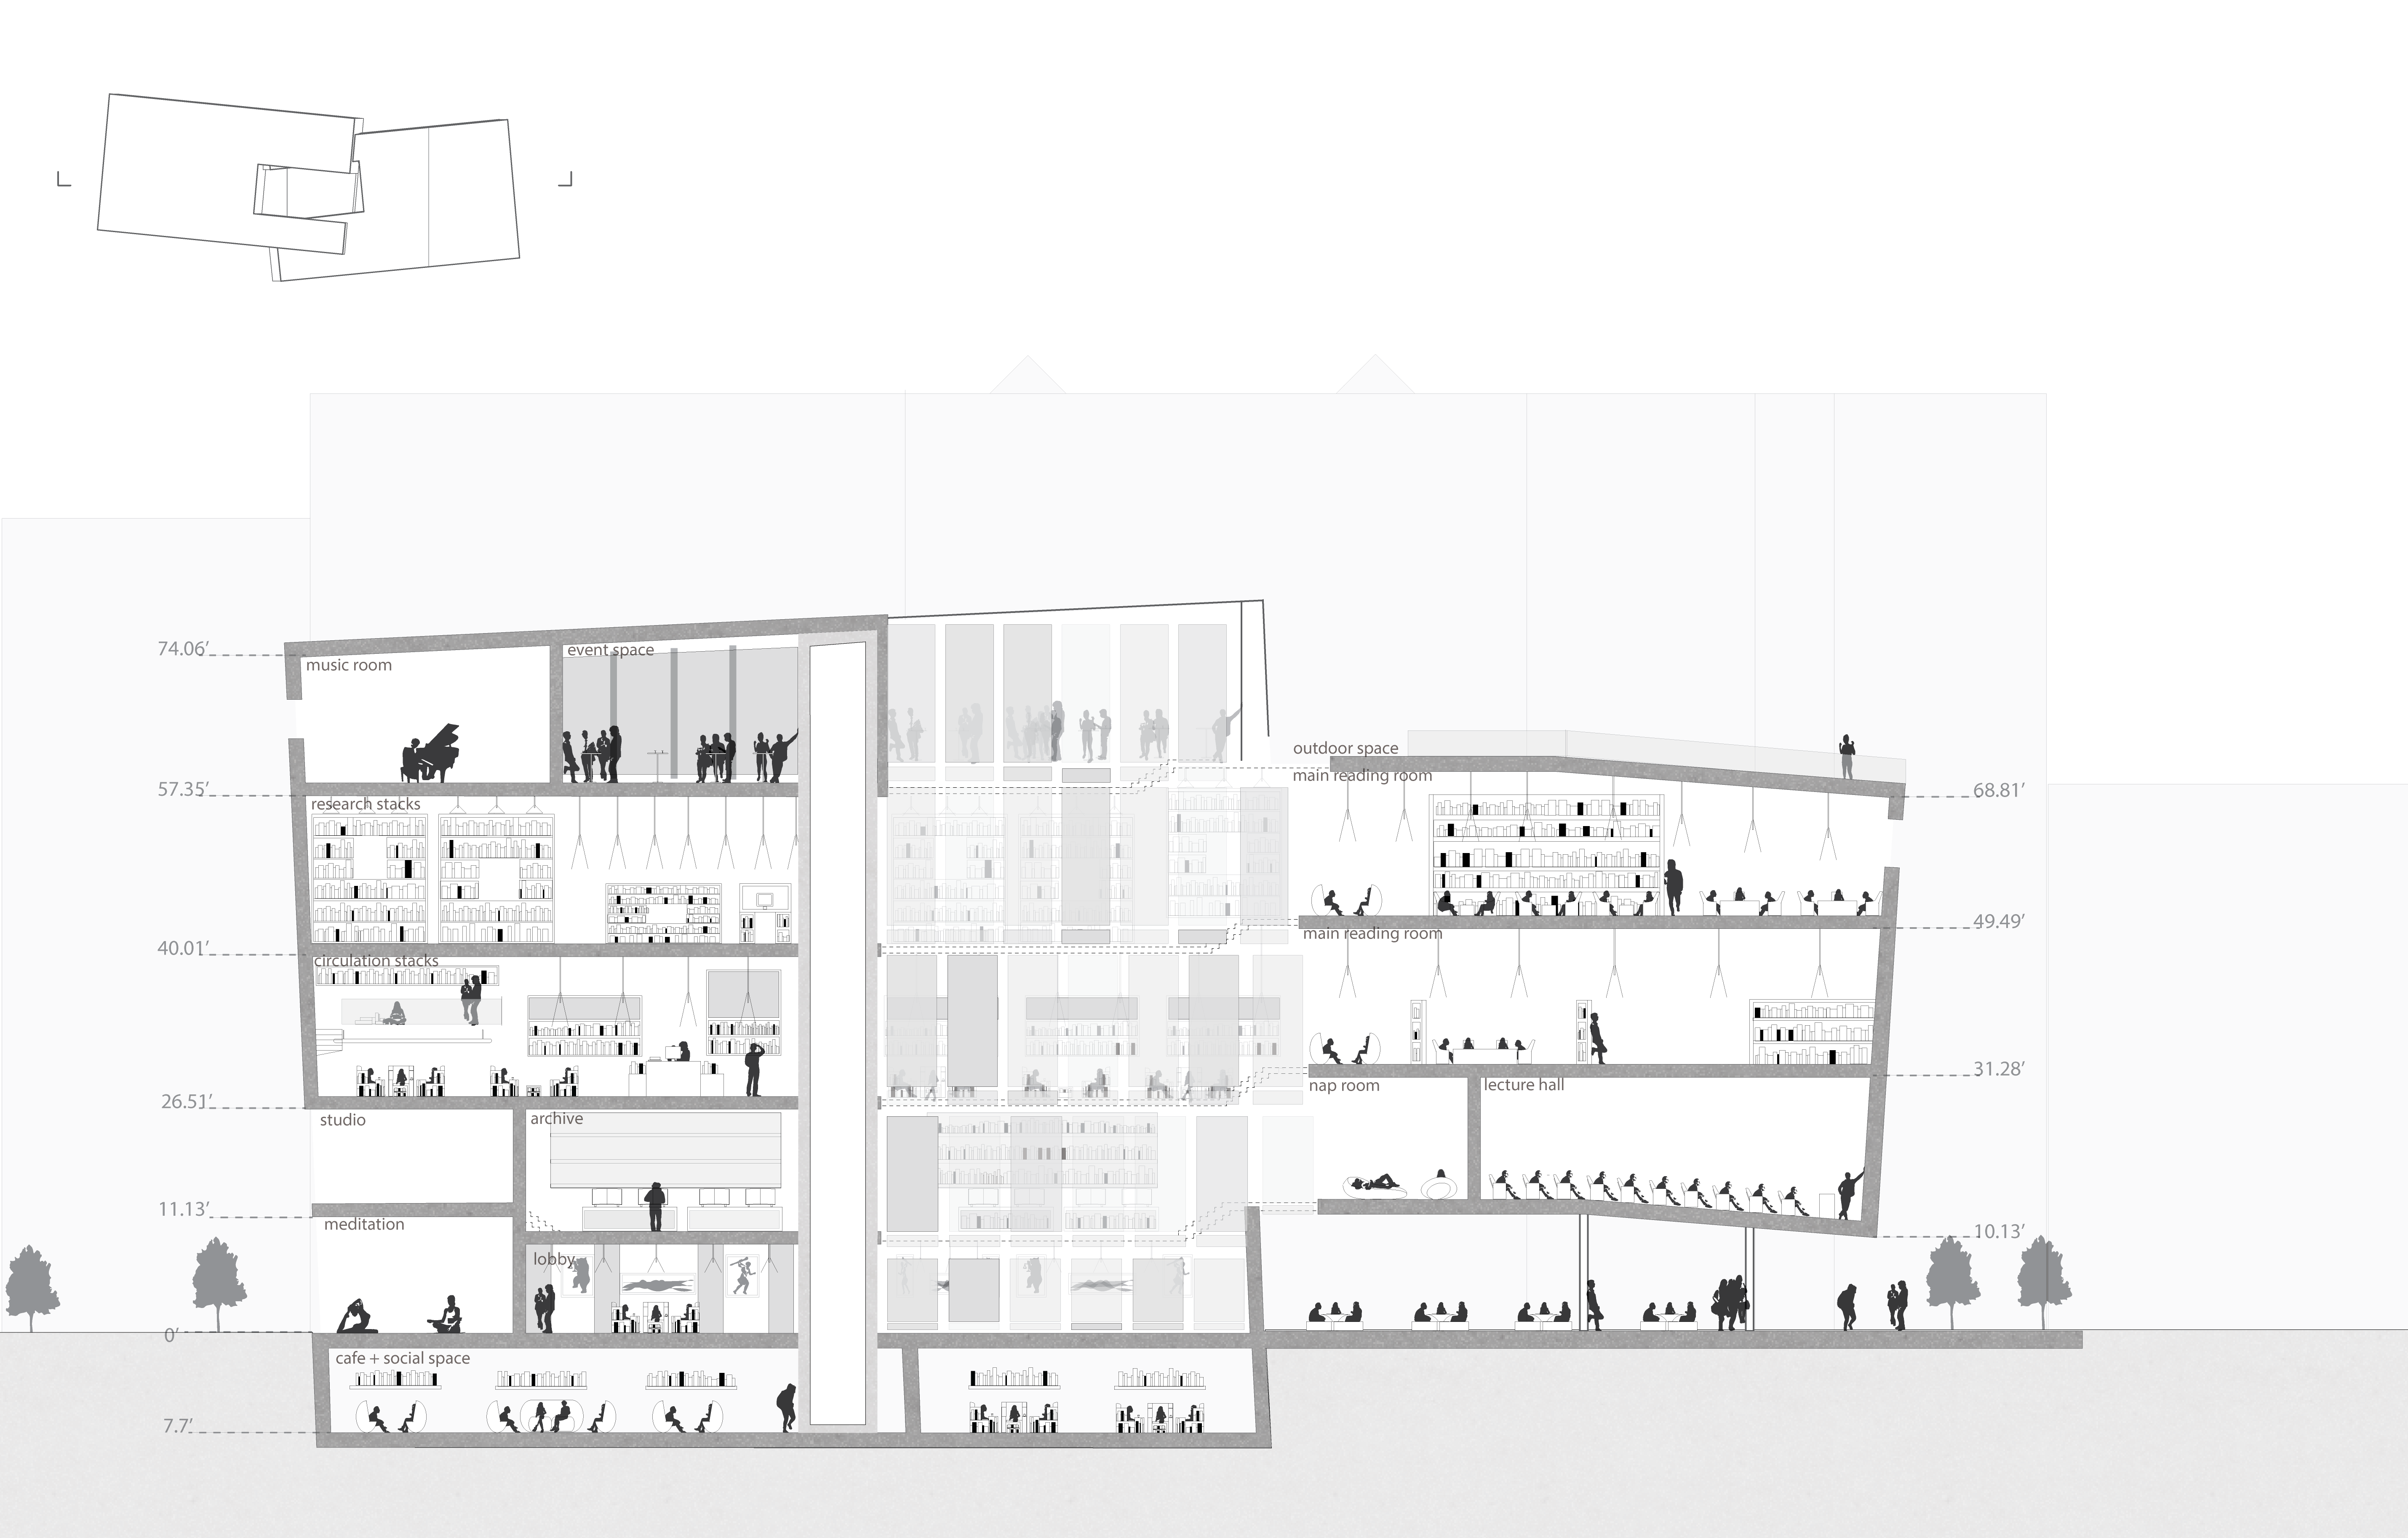 74.06'
music room
event space
outdoor space
main reading room
57.35'
research stacks
68.81'
40.01'
circulation stacks
main reading room
49.49'
26.51'
studio
archive
nap room
lecture hall
31.28'
11.13'
meditation
lobby
10.13'
0'
cafe + social space
7.7'